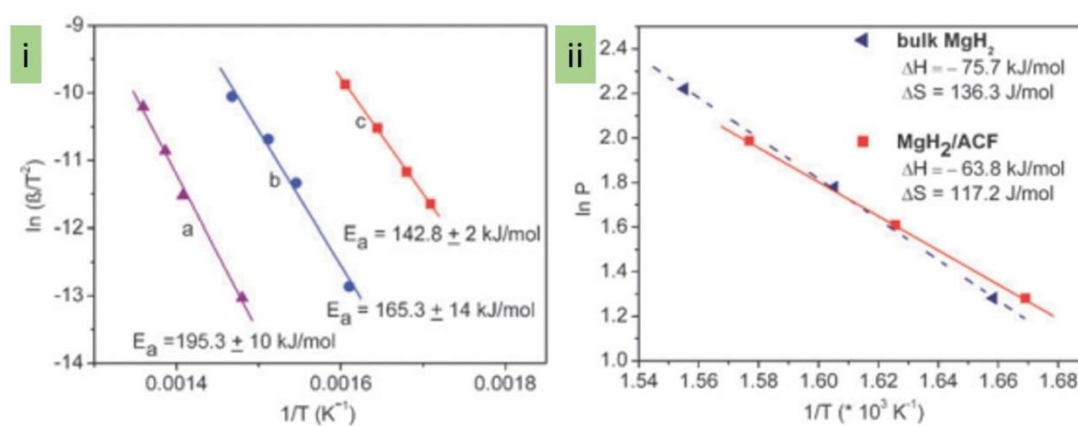 i
-9
-10
-11
-12
-13
-14
ln (ß/T²)
a
b
c
E_a = 142.8 ± 2 kJ/mol
E_a = 165.3 ± 14 kJ/mol
E_a =195.3 ± 10 kJ/mol
0.0014 0.0016 0.0018
1/T (K⁻¹)
ii
2.4
2.2
2.0
1.8
1.6
1.4
1.2
1.0
ln P
bulk MgH₂
ΔH = − 75.7 kJ/mol
ΔS = 136.3 J/mol
MgH₂/ACF
ΔH = − 63.8 kJ/mol
ΔS = 117.2 J/mol
1.54 1.56 1.58 1.60 1.62 1.64 1.66 1.68
1/T (* 10³ K⁻¹)